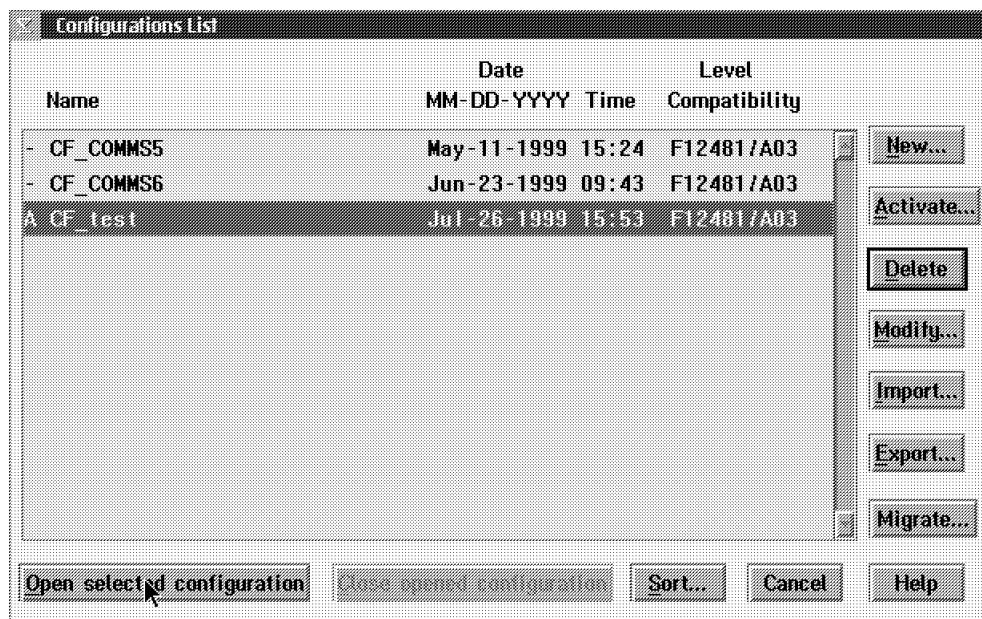 Configurations List
Date Level
Name MM-DD-YYYY Time Compatibility
- CF_COMMS5 May-11-1999 15:24 F12481/A03
- CF_COMMS6 Jun-23-1999 09:43 F12481/A03
A CF_test Jul-26-1999 15:53 F12481/A03
New...
Activate...
Delete
Modify...
Import...
Export...
Migrate...
Open selected configuration Close opened configuration Sort... Cancel Help